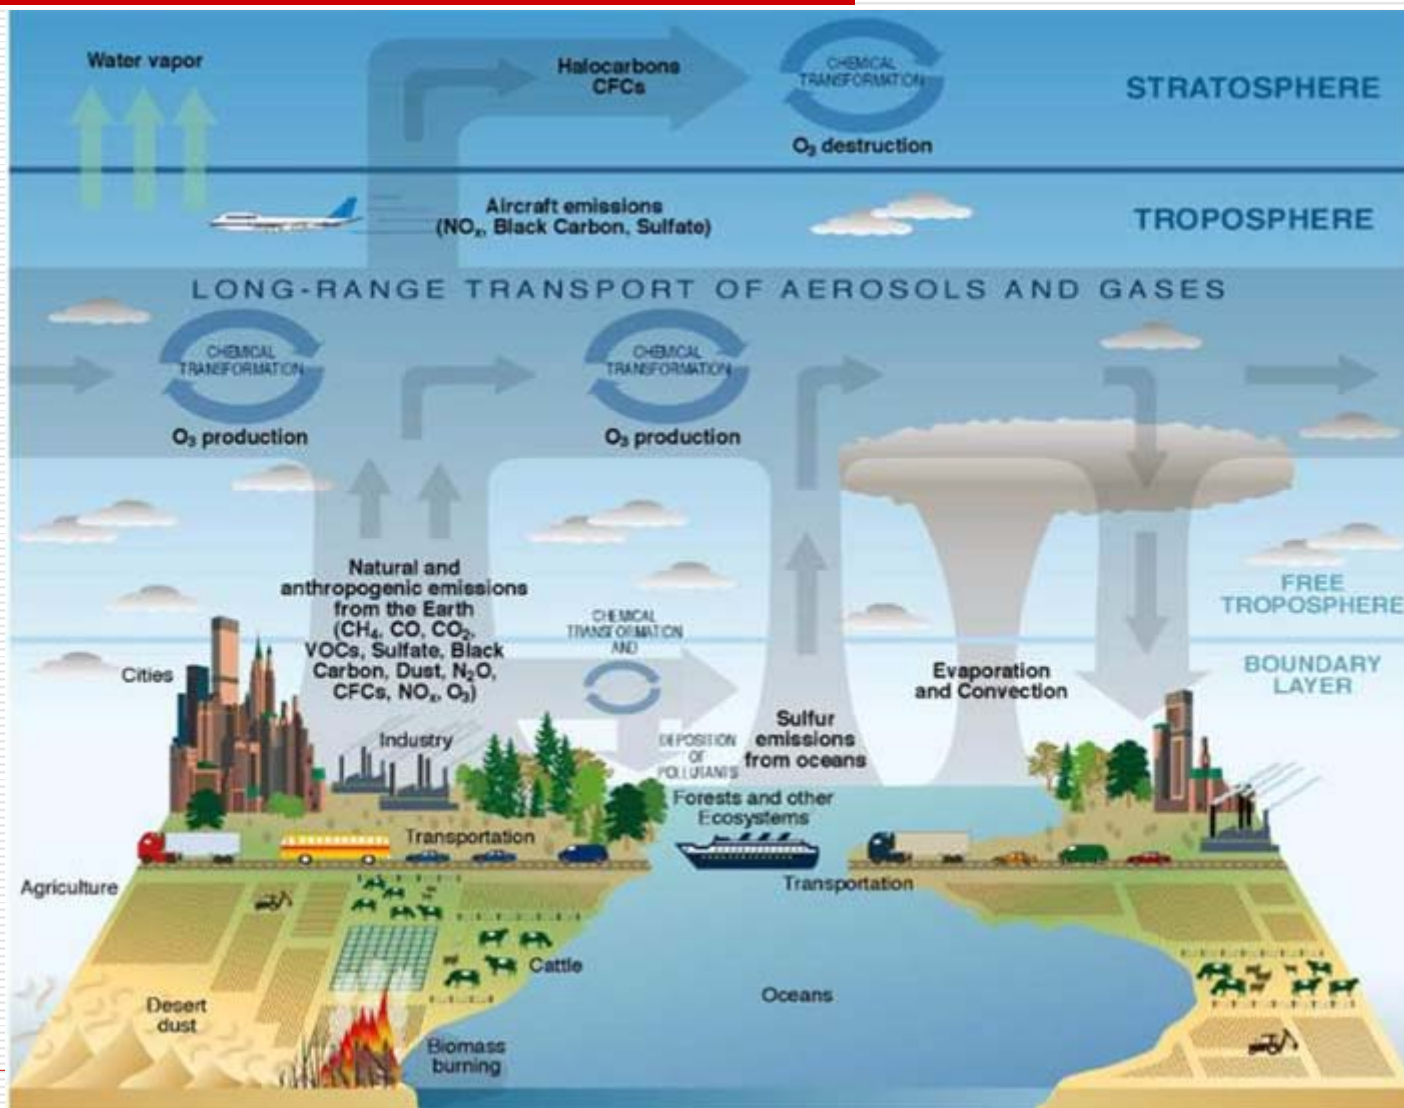 Water vapor
Halocarbons
CFCs
CHEMICAL
TRANSFORMATION
O₃ destruction
STRATOSPHERE
Aircraft emissions
(NOₓ, Black Carbon, Sulfate)
TROPOSPHERE
LONG-RANGE TRANSPORT OF AEROSOLS AND GASES
CHEMICAL
TRANSFORMATION
O₃ production
CHEMICAL
TRANSFORMATION
O₃ production
Natural and
anthropogenic emissions
from the Earth
(CH₄, CO, CO₂,
VOCs, Sulfate, Black
Carbon, Dust, N₂O,
CFCs, NOₓ, O₃)
CHEMICAL
TRANSFORMATION
AND
DEPOSITION
OF
POLLUTANTS
FREE
TROPOSPHERE
BOUNDARY
LAYER
Cities
Industry
Sulfur
emissions
from oceans
Evaporation
and Convection
Forests and other
Ecosystems
Transportation
Transportation
Agriculture
Cattle
Desert
dust
Biomass
burning
Oceans